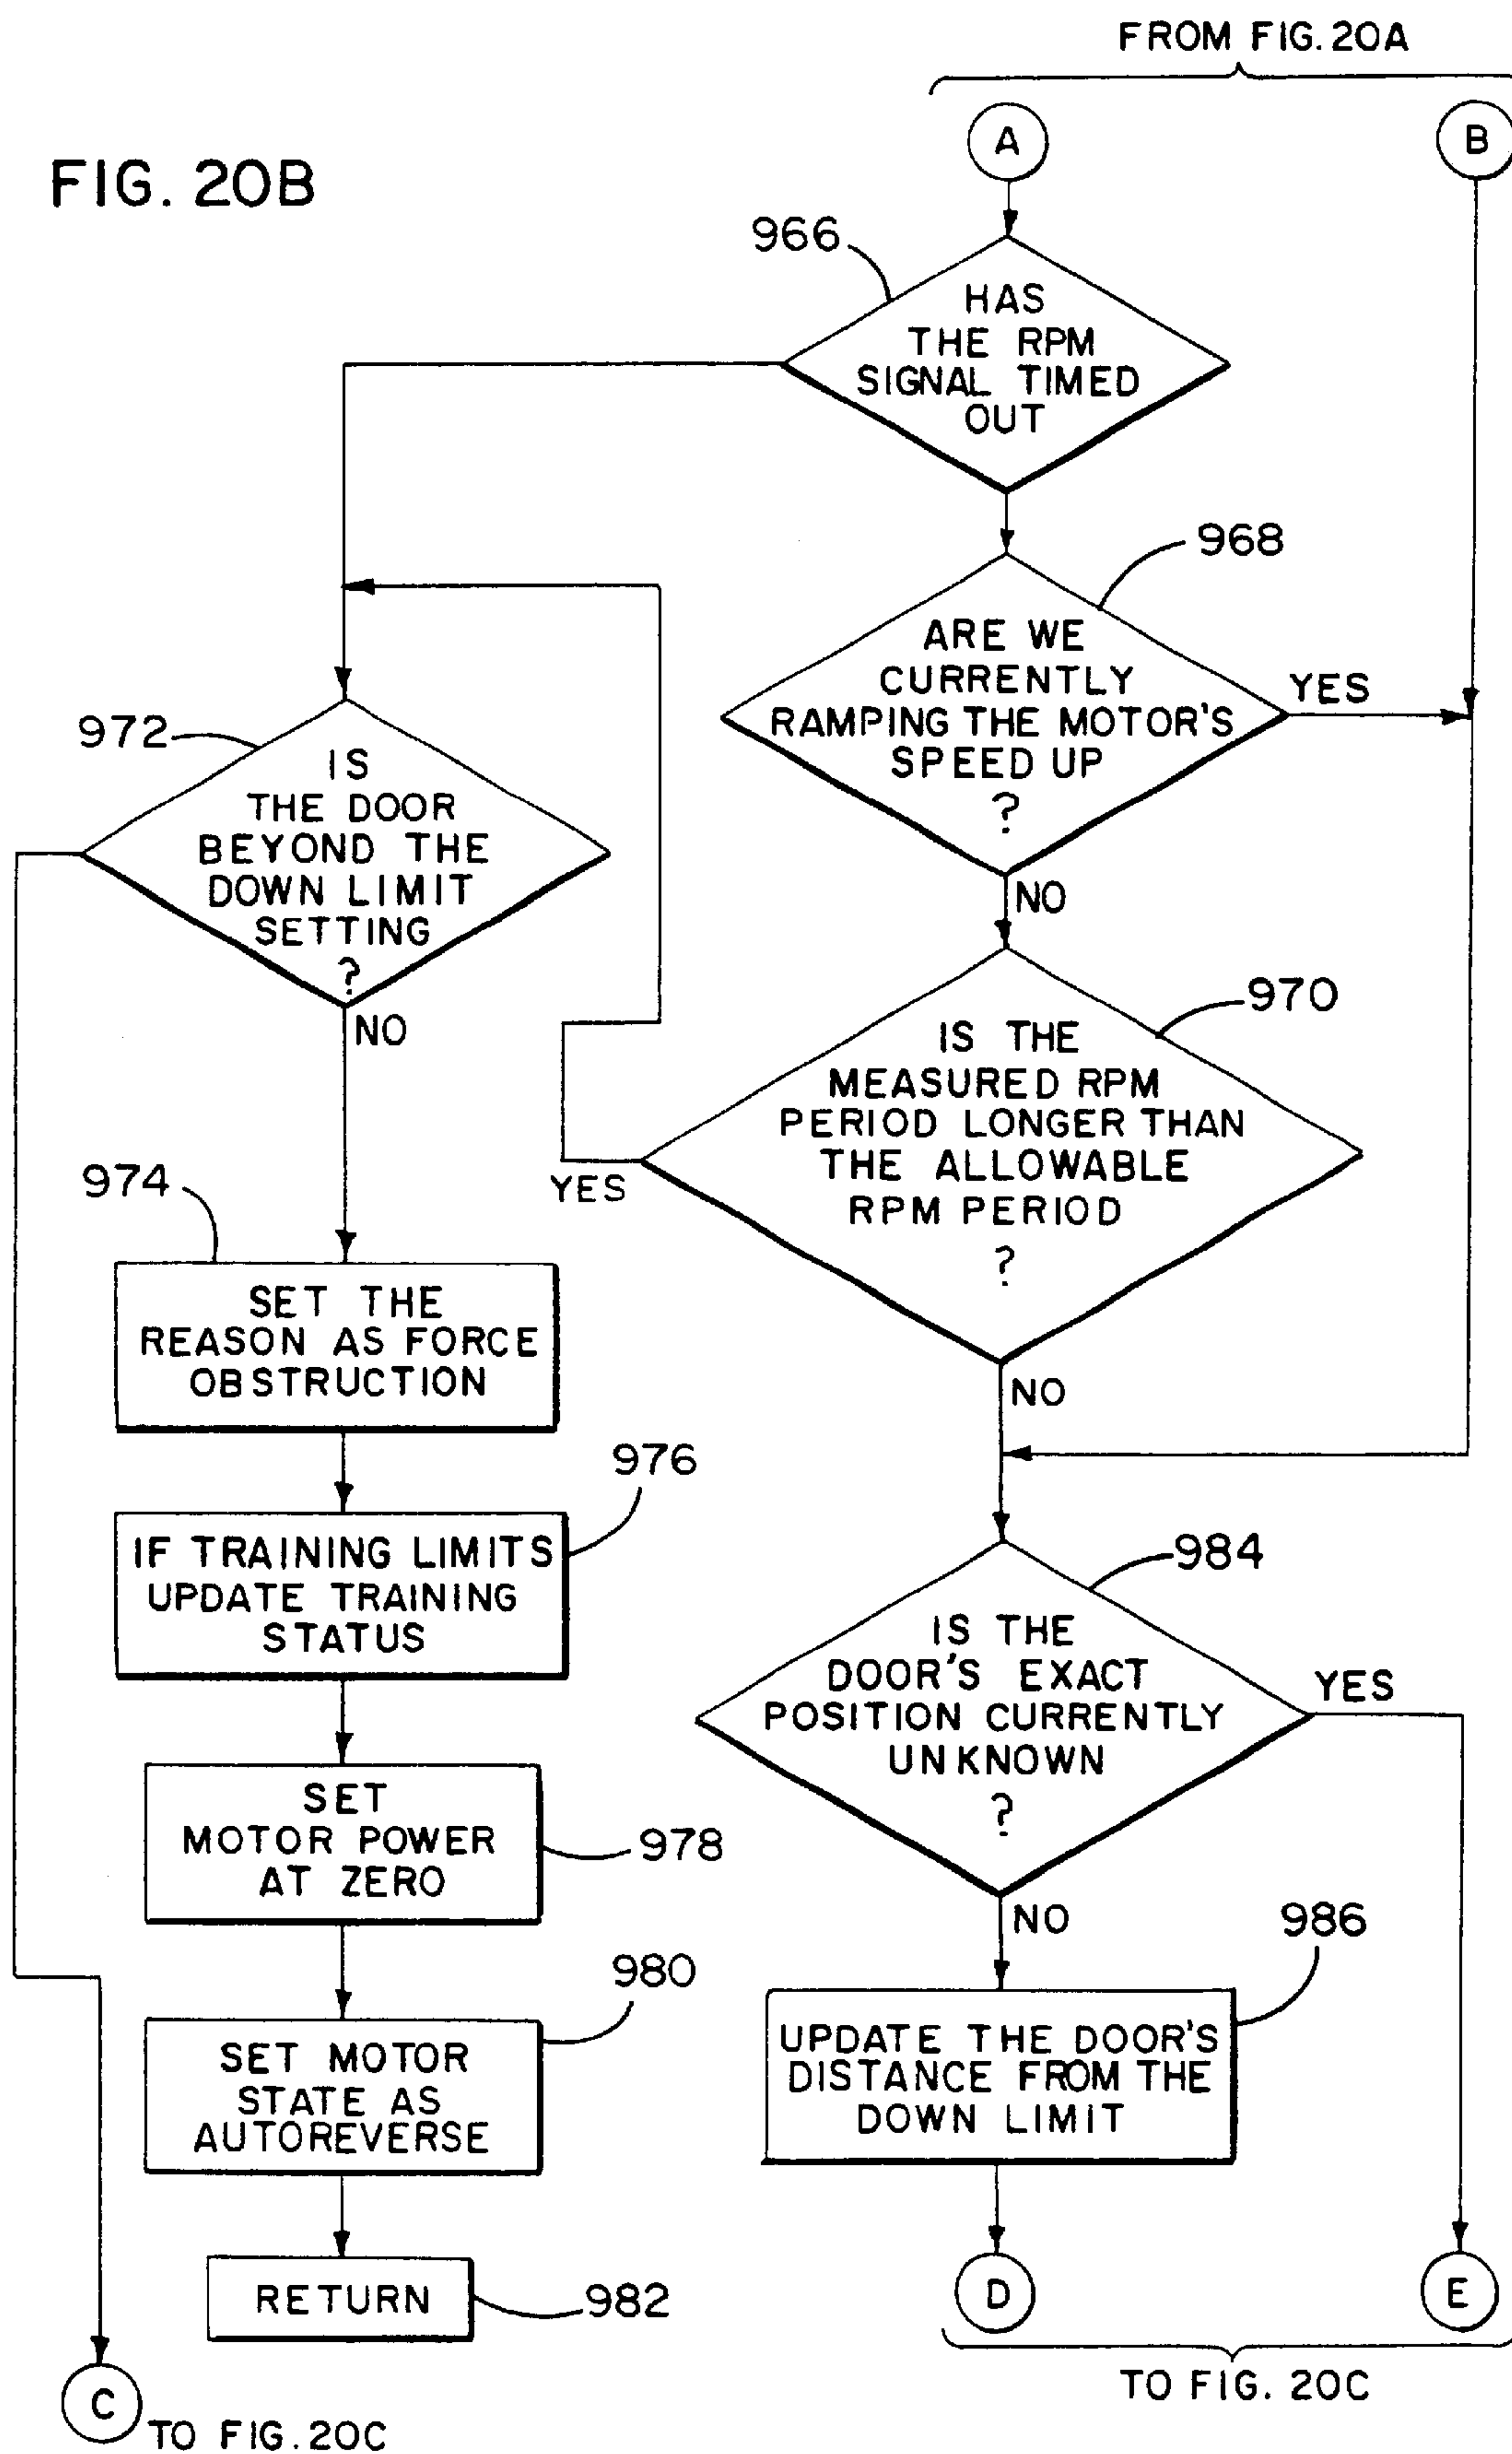 FROM FIG. 20A
FIG. 20B
A
B
966
HAS
THE RPM
SIGNAL TIMED
OUT
968
ARE WE
CURRENTLY
RAMPING THE MOTOR'S
SPEED UP
?
YES
NO
972
IS
THE DOOR
BEYOND THE
DOWN LIMIT
SETTING
?
NO
970
IS THE
MEASURED RPM
PERIOD LONGER THAN
THE ALLOWABLE
RPM PERIOD
?
YES
NO
974
SET THE
REASON AS FORCE
OBSTRUCTION
976
IF TRAINING LIMITS
UPDATE TRAINING
STATUS
984
IS THE
DOOR'S EXACT
POSITION CURRENTLY
UNKNOWN
?
YES
NO
SET
MOTOR POWER
AT ZERO
978
980
SET MOTOR
STATE AS
AUTOREVERSE
986
UPDATE THE DOOR'S
DISTANCE FROM THE
DOWN LIMIT
RETURN
982
D
E
TO FIG. 20C
C
TO FIG. 20C